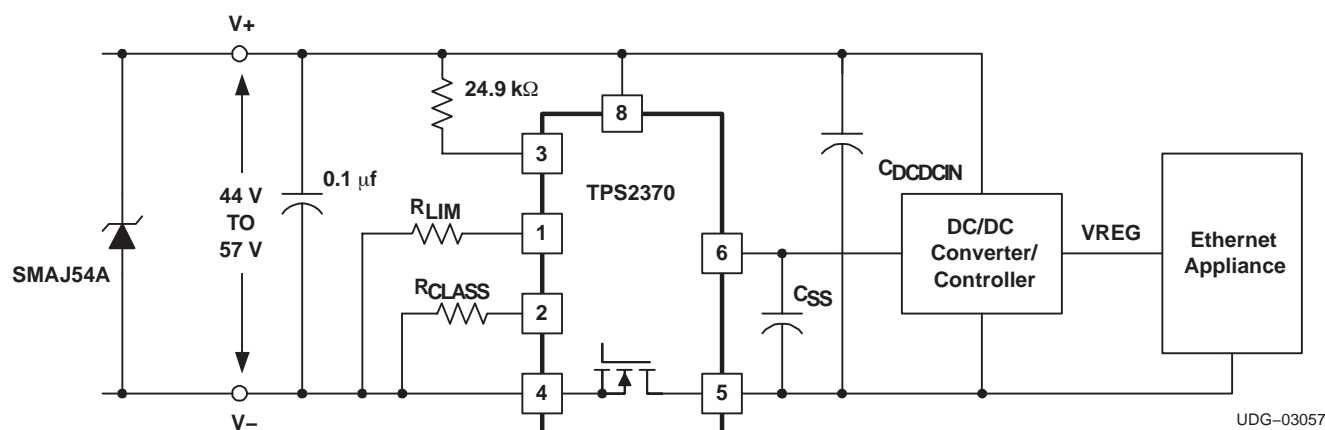 V+
24.9 kΩ
8
3
0.1 μf
44 V
TO
57 V
TPS2370
CDCDCIN
RLIM
1
SMAJ54A
6
DC/DC
Converter/
Controller
VREG
Ethernet
Appliance
RCLASS
2
CSS
4
5
V–
UDG–03057